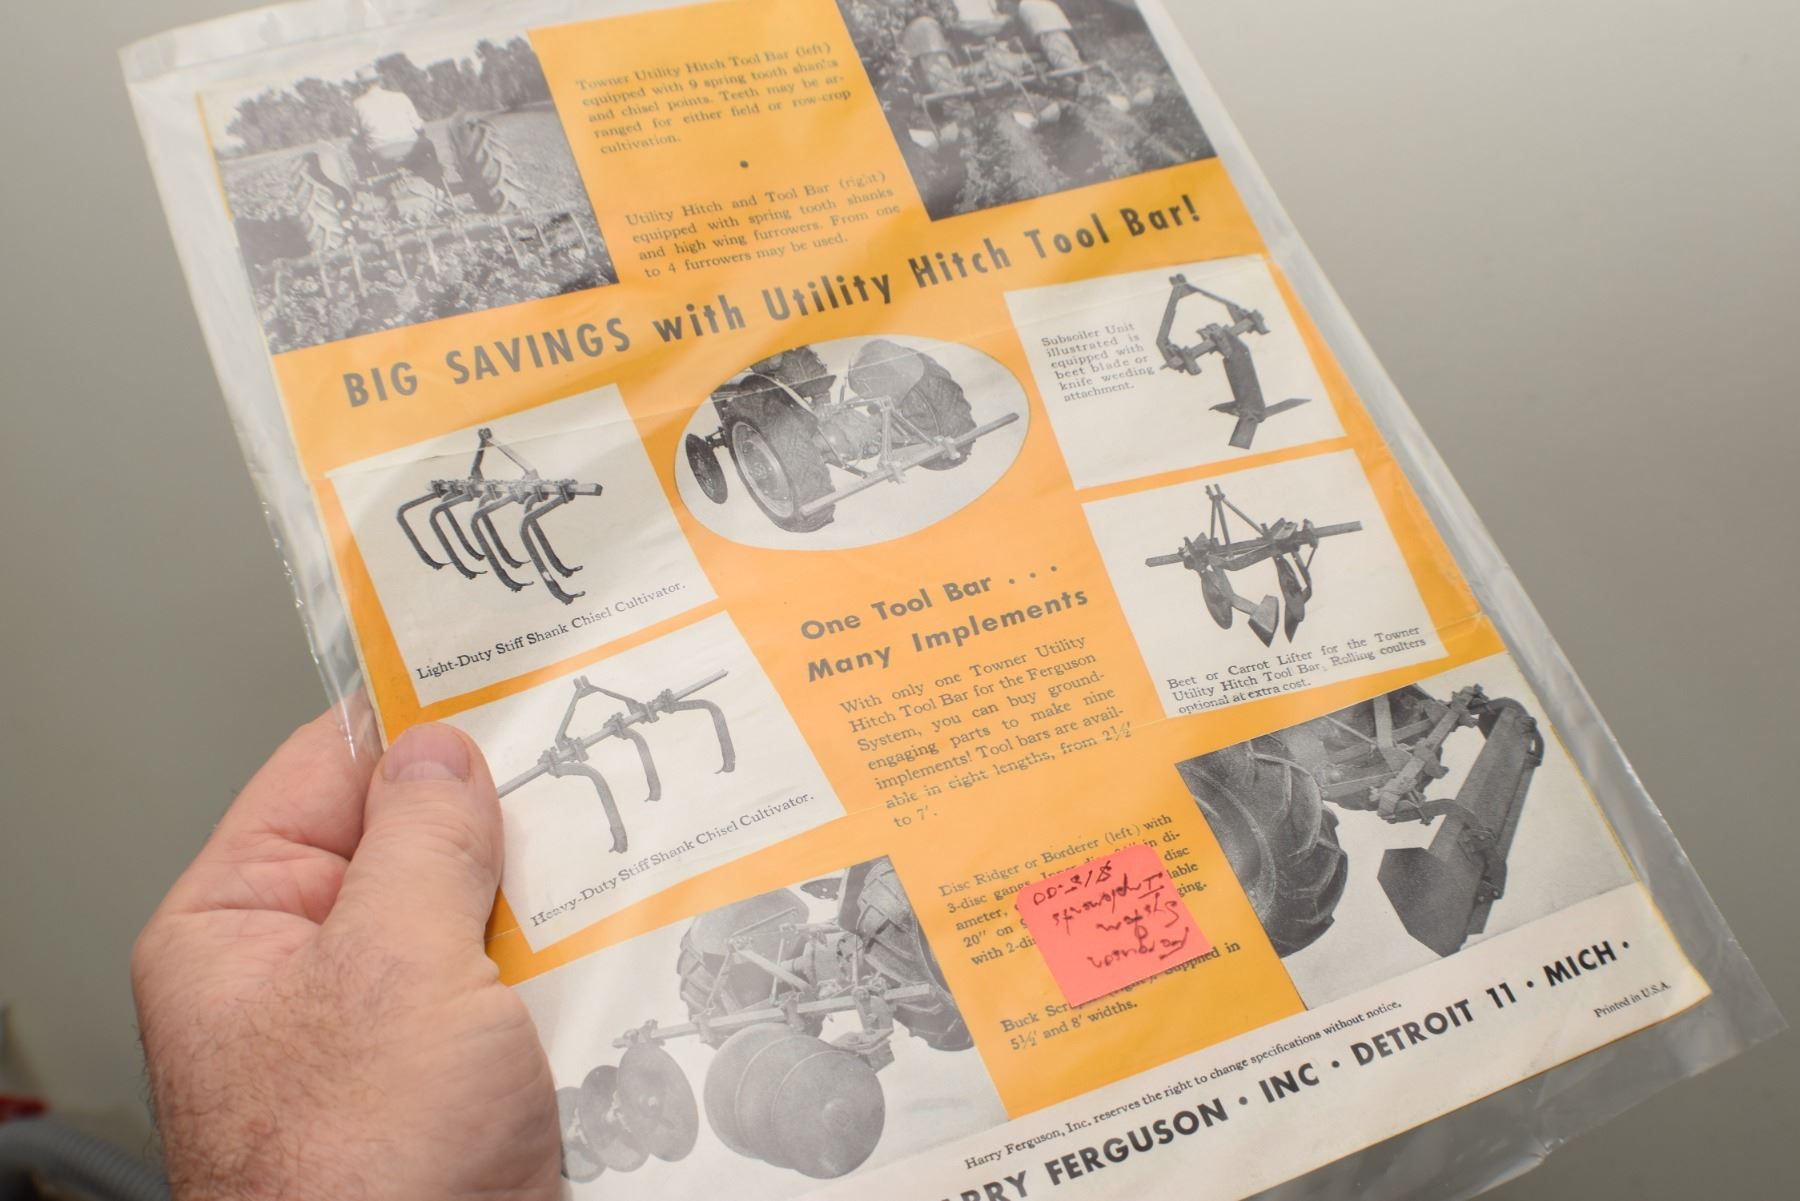 Towner Utility Hitch Tool Bar (left)
equipped with 9 spring tooth shanks
and chisel points. Teeth may be ar-
ranged for either field or row-crop
cultivation.
•
Utility Hitch and Tool Bar (right)
equipped with spring tooth shanks
and high wing furrowers. From one
to 4 furrowers may be used.
BIG SAVINGS with Utility Hitch Tool Bar!
Subsoiler Unit
illustrated is
equipped with
beet blade or
knife weeding
attachment.
Light-Duty Stiff Shank Chisel Cultivator.
One Tool Bar . . .
Many Implements
With only one Towner Utility
Hitch Tool Bar for the Ferguson
System, you can buy ground-
engaging parts to make nine
implements! Tool bars are avail-
able in eight lengths, from 2½'
to 7'.
Beet or Carrot Lifter for the Towner
Utility Hitch Tool Bar. Rolling coulters
optional at extra cost.
Heavy-Duty Stiff Shank Chisel Cultivator.
Disc Ridger or Borderer (left) with
3-disc gangs. in di-
ameter, disc
20" on
with 2-di ging.
Buck (right). Supplied in
5½' and 8' widths.
Harry Ferguson, Inc. reserves the right to change specifications without notice.
RRY FERGUSON • INC • DETROIT 11 • MICH •
Printed in U.S.A.